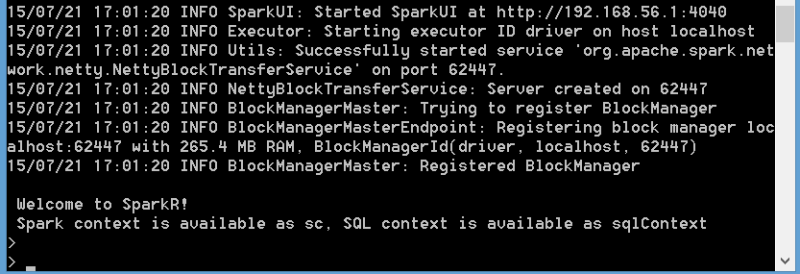 15/07/21 17:01:20 INFO SparkUI: Started SparkUI at http://192.168.56.1:4040
15/07/21 17:01:20 INFO Executor: Starting executor ID driver on host localhost
15/07/21 17:01:20 INFO Utils: Successfully started service 'org.apache.spark.net
work.netty.NettyBlockTransferService' on port 62447.
15/07/21 17:01:20 INFO NettyBlockTransferService: Server created on 62447
15/07/21 17:01:20 INFO BlockManagerMaster: Trying to register BlockManager
15/07/21 17:01:20 INFO BlockManagerMasterEndpoint: Registering block manager loc
alhost:62447 with 265.4 MB RAM, BlockManagerId(driver, localhost, 62447)
15/07/21 17:01:20 INFO BlockManagerMaster: Registered BlockManager
Welcome to SparkR!
Spark context is available as sc, SQL context is available as sqlContext
>
> _